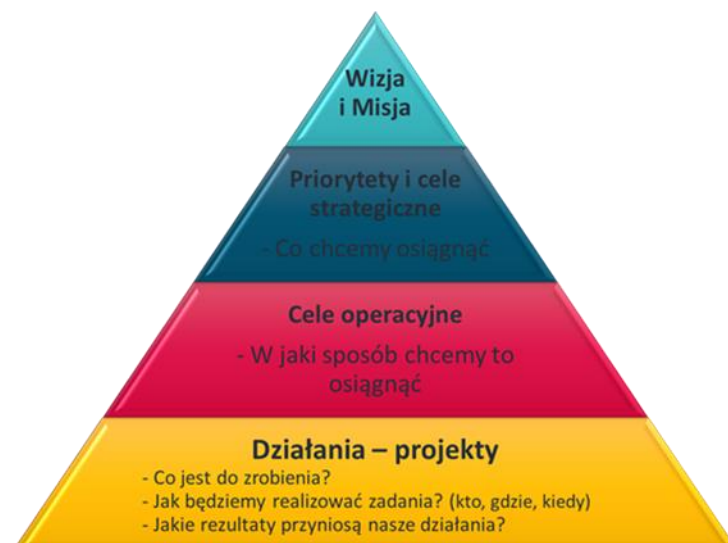 Wizja
i Misja
Priorytety i cele
strategiczne
- Co chcemy osiągnąć
Cele operacyjne
- W jaki sposób chcemy to
osiągnąć
Działania – projekty
- Co jest do zrobienia?
- Jak będziemy realizować zadania? (kto, gdzie, kiedy)
- Jakie rezultaty przyniosą nasze działania?